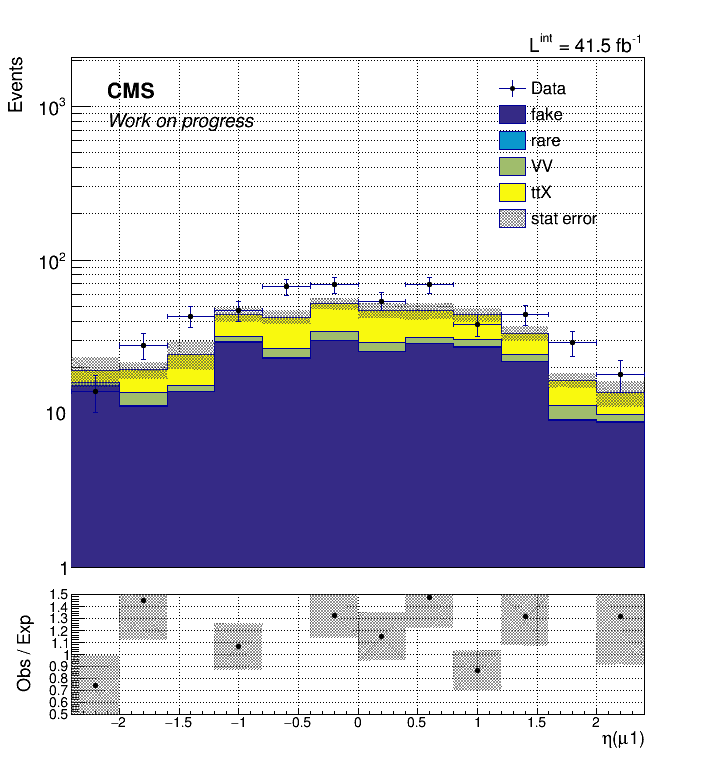 L^int = 41.5 fb^-1
Events
CMS
Work on progress
Data
fake
rare
VV
ttX
stat error
10^3
10^2
10
1
Obs / Exp
1.5
1.4
1.3
1.2
1.1
1
0.9
0.8
0.7
0.6
0.5
−2 −1.5 −1 −0.5 0 0.5 1 1.5 2
η(μ1)